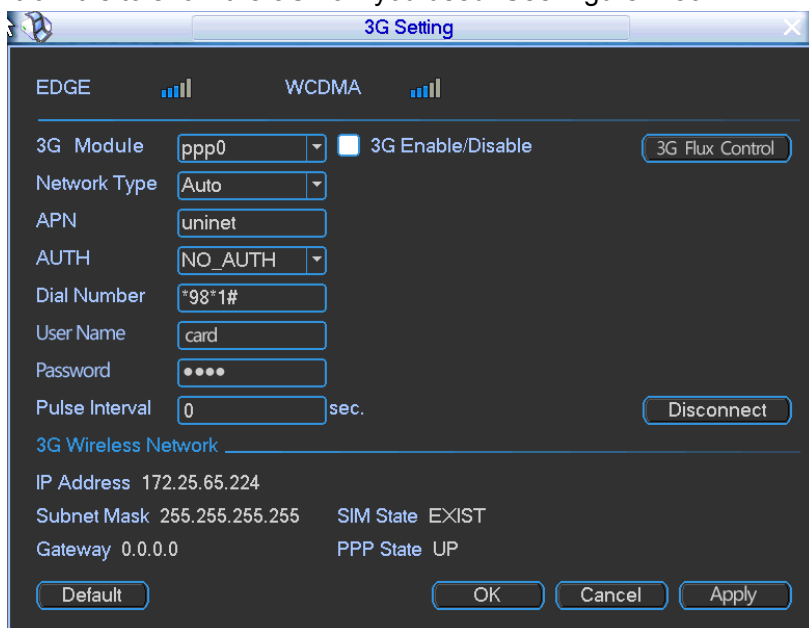 3G Setting
EDGE WCDMA
3G Module ppp0 3G Enable/Disable 3G Flux Control
Network Type Auto
APN uninet
AUTH NO_AUTH
Dial Number *98*1#
User Name card
Password ●●●●
Pulse Interval 0 sec. Disconnect
3G Wireless Network
IP Address 172.25.65.224
Subnet Mask 255.255.255.255 SIM State EXIST
Gateway 0.0.0.0 PPP State UP
Default OK Cancel Apply